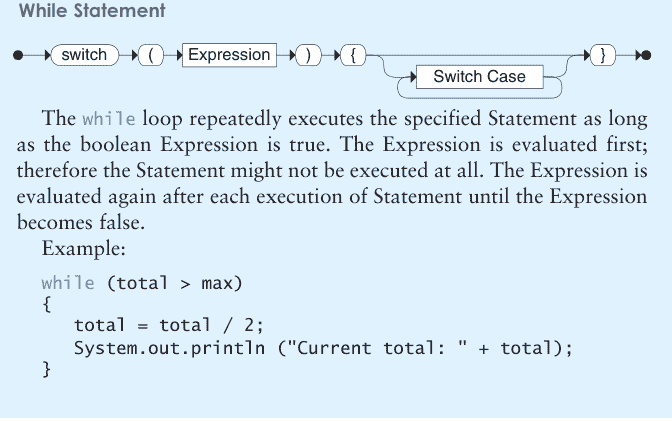 While Statement
switch ( Expression ) { Switch Case }
The while loop repeatedly executes the specified Statement as long
as the boolean Expression is true. The Expression is evaluated first;
therefore the Statement might not be executed at all. The Expression is
evaluated again after each execution of Statement until the Expression
becomes false.
Example:
while (total > max)
{
total = total / 2;
System.out.println ("Current total: " + total);
}